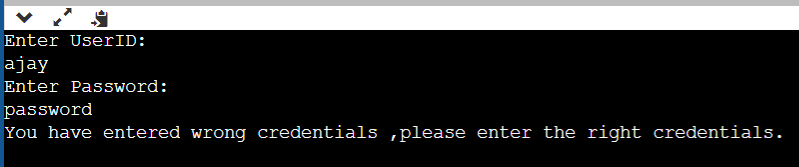 Enter UserID:
ajay
Enter Password:
password
You have entered wrong credentials ,please enter the right credentials.